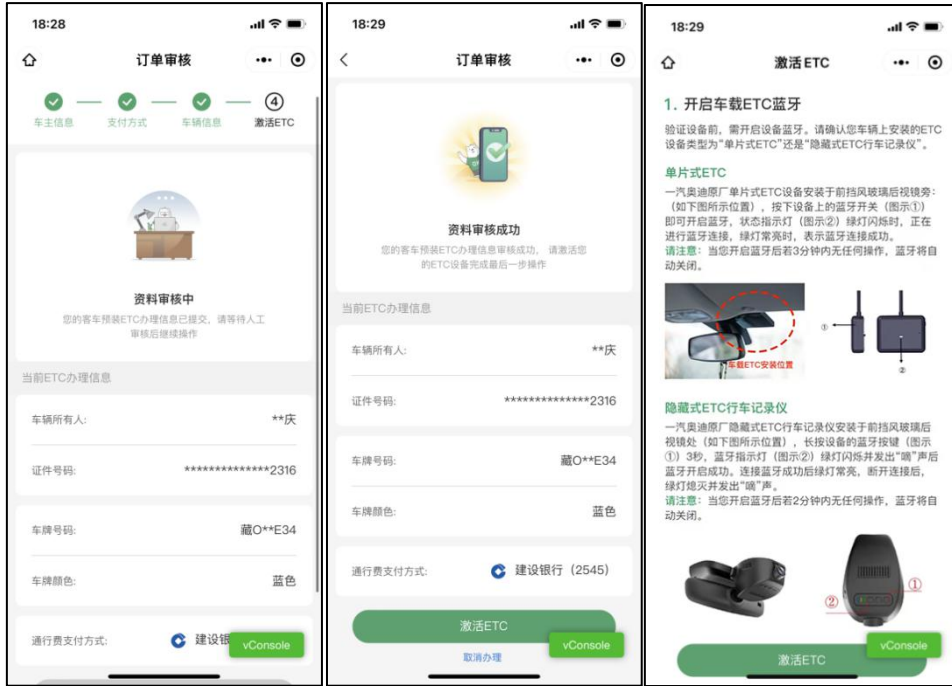 18:28
订单审核
车主信息
支付方式
车辆信息
④
激活ETC
资料审核中
您的客车预装ETC办理信息已提交，请等待人工
审核后继续操作
当前ETC办理信息
车辆所有人:
**庆
证件号码:
**************2316
车牌号码:
藏O**E34
车牌颜色:
蓝色
通行费支付方式:
建设银
vConsole
18:29
订单审核
资料审核成功
您的客车预装ETC办理信息审核成功， 请激活您
的ETC设备完成最后一步操作
当前ETC办理信息
车辆所有人:
**庆
证件号码:
**************2316
车牌号码:
藏O**E34
车牌颜色:
蓝色
通行费支付方式:
建设银行（2545）
激活ETC
vConsole
取消办理
18:29
激活 ETC
1. 开启车载ETC蓝牙
验证设备前，需开启设备蓝牙。请确认您车辆上安装的ETC
设备类型为“单片式ETC”还是“隐藏式ETC行车记录仪”。
单片式ETC
一汽奥迪原厂单片式ETC设备安装于前挡风玻璃后视镜旁：
（如下图所示位置），按下设备上的蓝牙开关（图示①）
即可开启蓝牙，状态指示灯（图示②）绿灯闪烁时，正在
进行蓝牙连接，绿灯常亮时，表示蓝牙连接成功。
请注意：当您开启蓝牙后若3分钟内无任何操作，蓝牙将自
动关闭。
车载ETC安装位置
①
②
隐藏式ETC行车记录仪
一汽奥迪原厂隐藏式ETC行车记录仪安装于前挡风玻璃后
视镜处（如下图所示位置），长按设备的蓝牙按键（图示
①）3秒，蓝牙指示灯（图示②）绿灯闪烁并发出“嘀”声后
蓝牙开启成功。连接蓝牙成功后绿灯常亮，断开连接后，
绿灯熄灭并发出“嘀”声。
请注意：当您开启蓝牙后若2分钟内无任何操作，蓝牙将自
动关闭。
①
②
vConsole
激活ETC